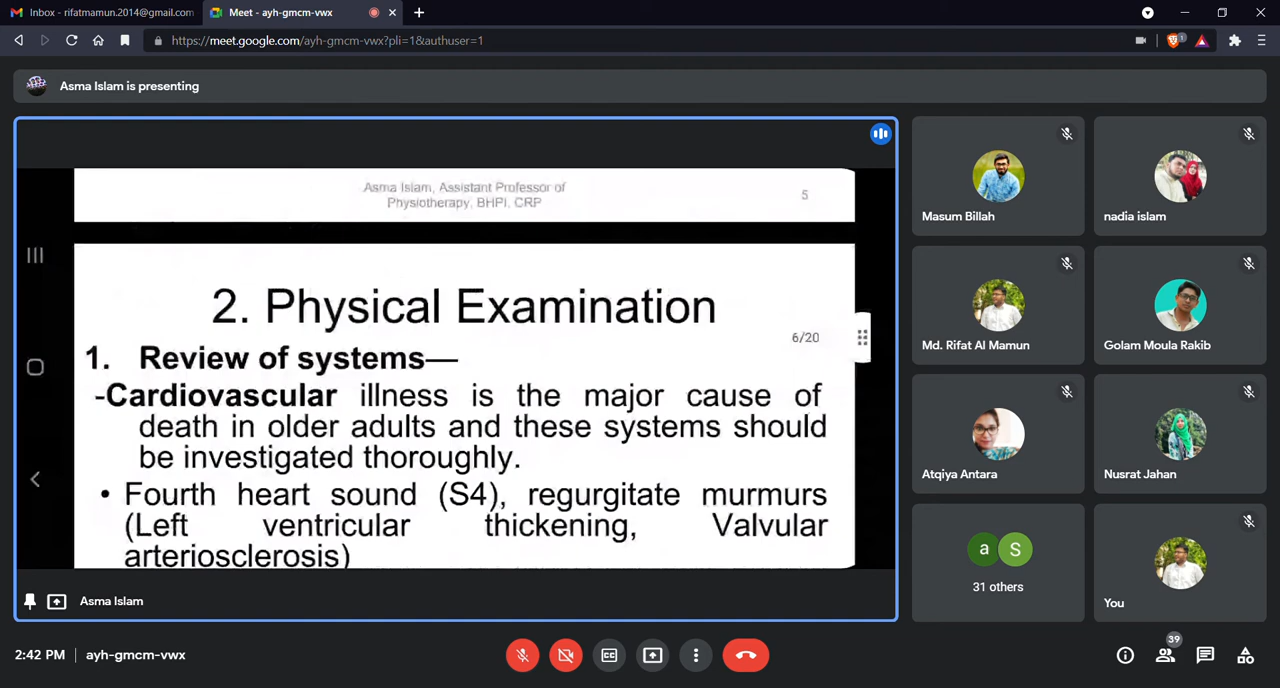 Inbox - rifatmamun.2014@gmail.com
Meet - ayh-gmcm-vwx
https://meet.google.com/ayh-gmcm-vwx?pli=1&authuser=1
1
Asma Islam is presenting
Asma Islam, Assistant Professor of
Physiotherapy, BHPI, CRP
5
2. Physical Examination
6/20
1. Review of systems—
-Cardiovascular illness is the major cause of
death in older adults and these systems should
be investigated thoroughly.
• Fourth heart sound (S4), regurgitate murmurs
(Left ventricular thickening, Valvular
arteriosclerosis)
Asma Islam
Masum Billah
nadia islam
Md. Rifat Al Mamun
Golam Moula Rakib
Atqiya Antara
Nusrat Jahan
a S
31 others
You
2:42 PM | ayh-gmcm-vwx
CC
39